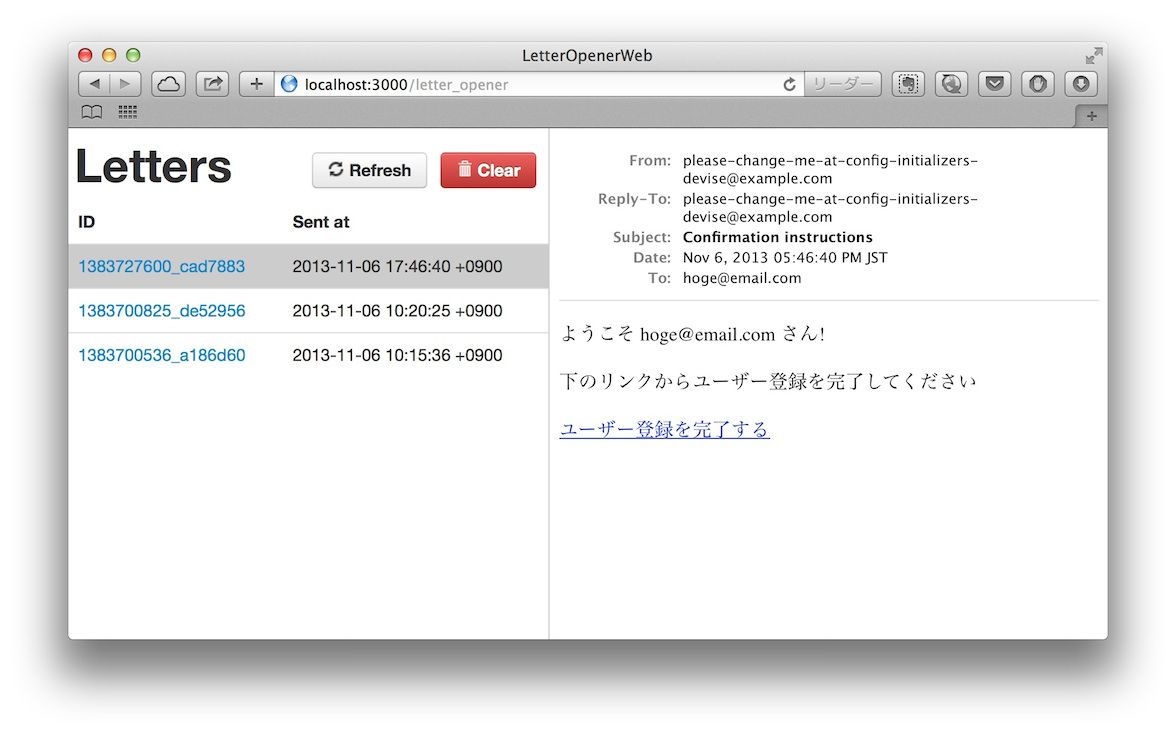 LetterOpenerWeb
localhost:3000/letter_opener
リーダー
Letters
Refresh
Clear
ID Sent at
1383727600_cad7883 2013-11-06 17:46:40 +0900
1383700825_de52956 2013-11-06 10:20:25 +0900
1383700536_a186d60 2013-11-06 10:15:36 +0900
From: please-change-me-at-config-initializers-
devise@example.com
Reply-To: please-change-me-at-config-initializers-
devise@example.com
Subject: Confirmation instructions
Date: Nov 6, 2013 05:46:40 PM JST
To: hoge@email.com
ようこそ hoge@email.com さん!
下のリンクからユーザー登録を完了してください
ユーザー登録を完了する